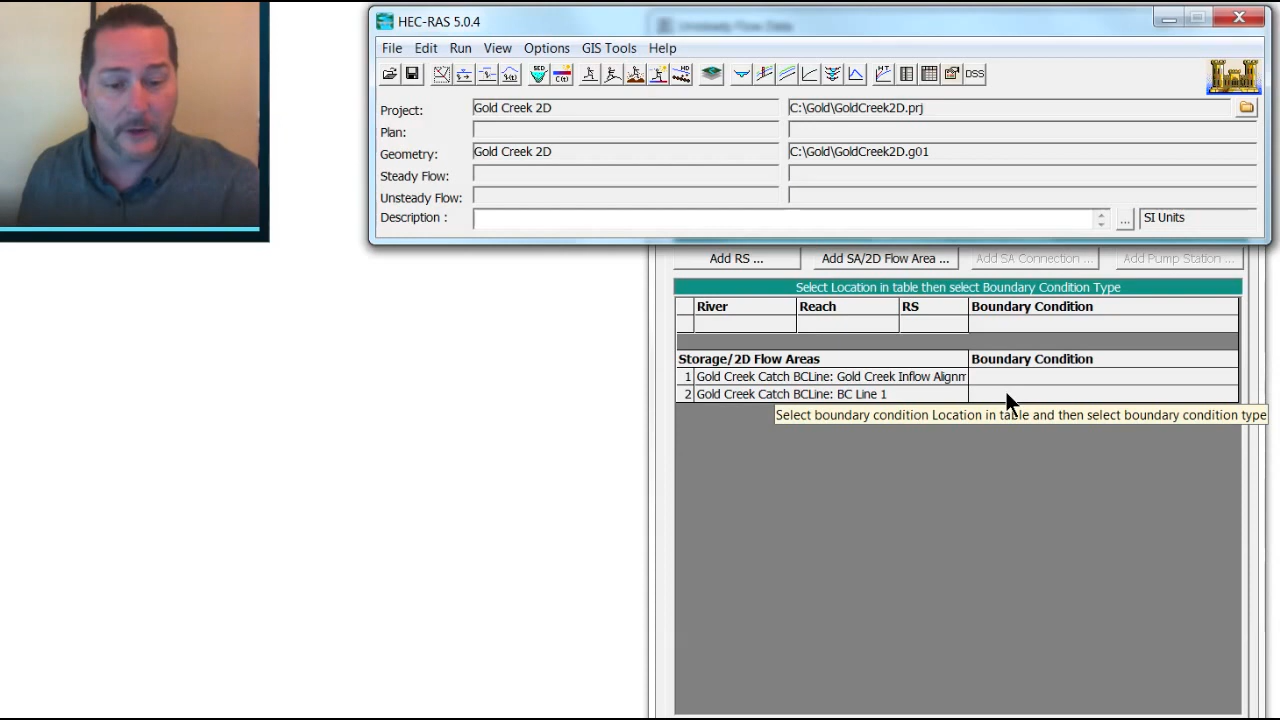 HEC-RAS 5.0.4
Unsteady Flow Data
File Edit Run View Options GIS Tools Help
DSS
Project: Gold Creek 2D C:\Gold\GoldCreek2D.prj
Plan:
Geometry: Gold Creek 2D C:\Gold\GoldCreek2D.g01
Steady Flow:
Unsteady Flow:
Description : ... SI Units
Add RS ... Add SA/2D Flow Area ... Add SA Connection ... Add Pump Station ...
Select Location in table then select Boundary Condition Type
River Reach RS Boundary Condition
Storage/2D Flow Areas Boundary Condition
1 Gold Creek Catch BCLine: Gold Creek Inflow Alignm
2 Gold Creek Catch BCLine: BC Line 1
Select boundary condition Location in table and then select boundary condition type